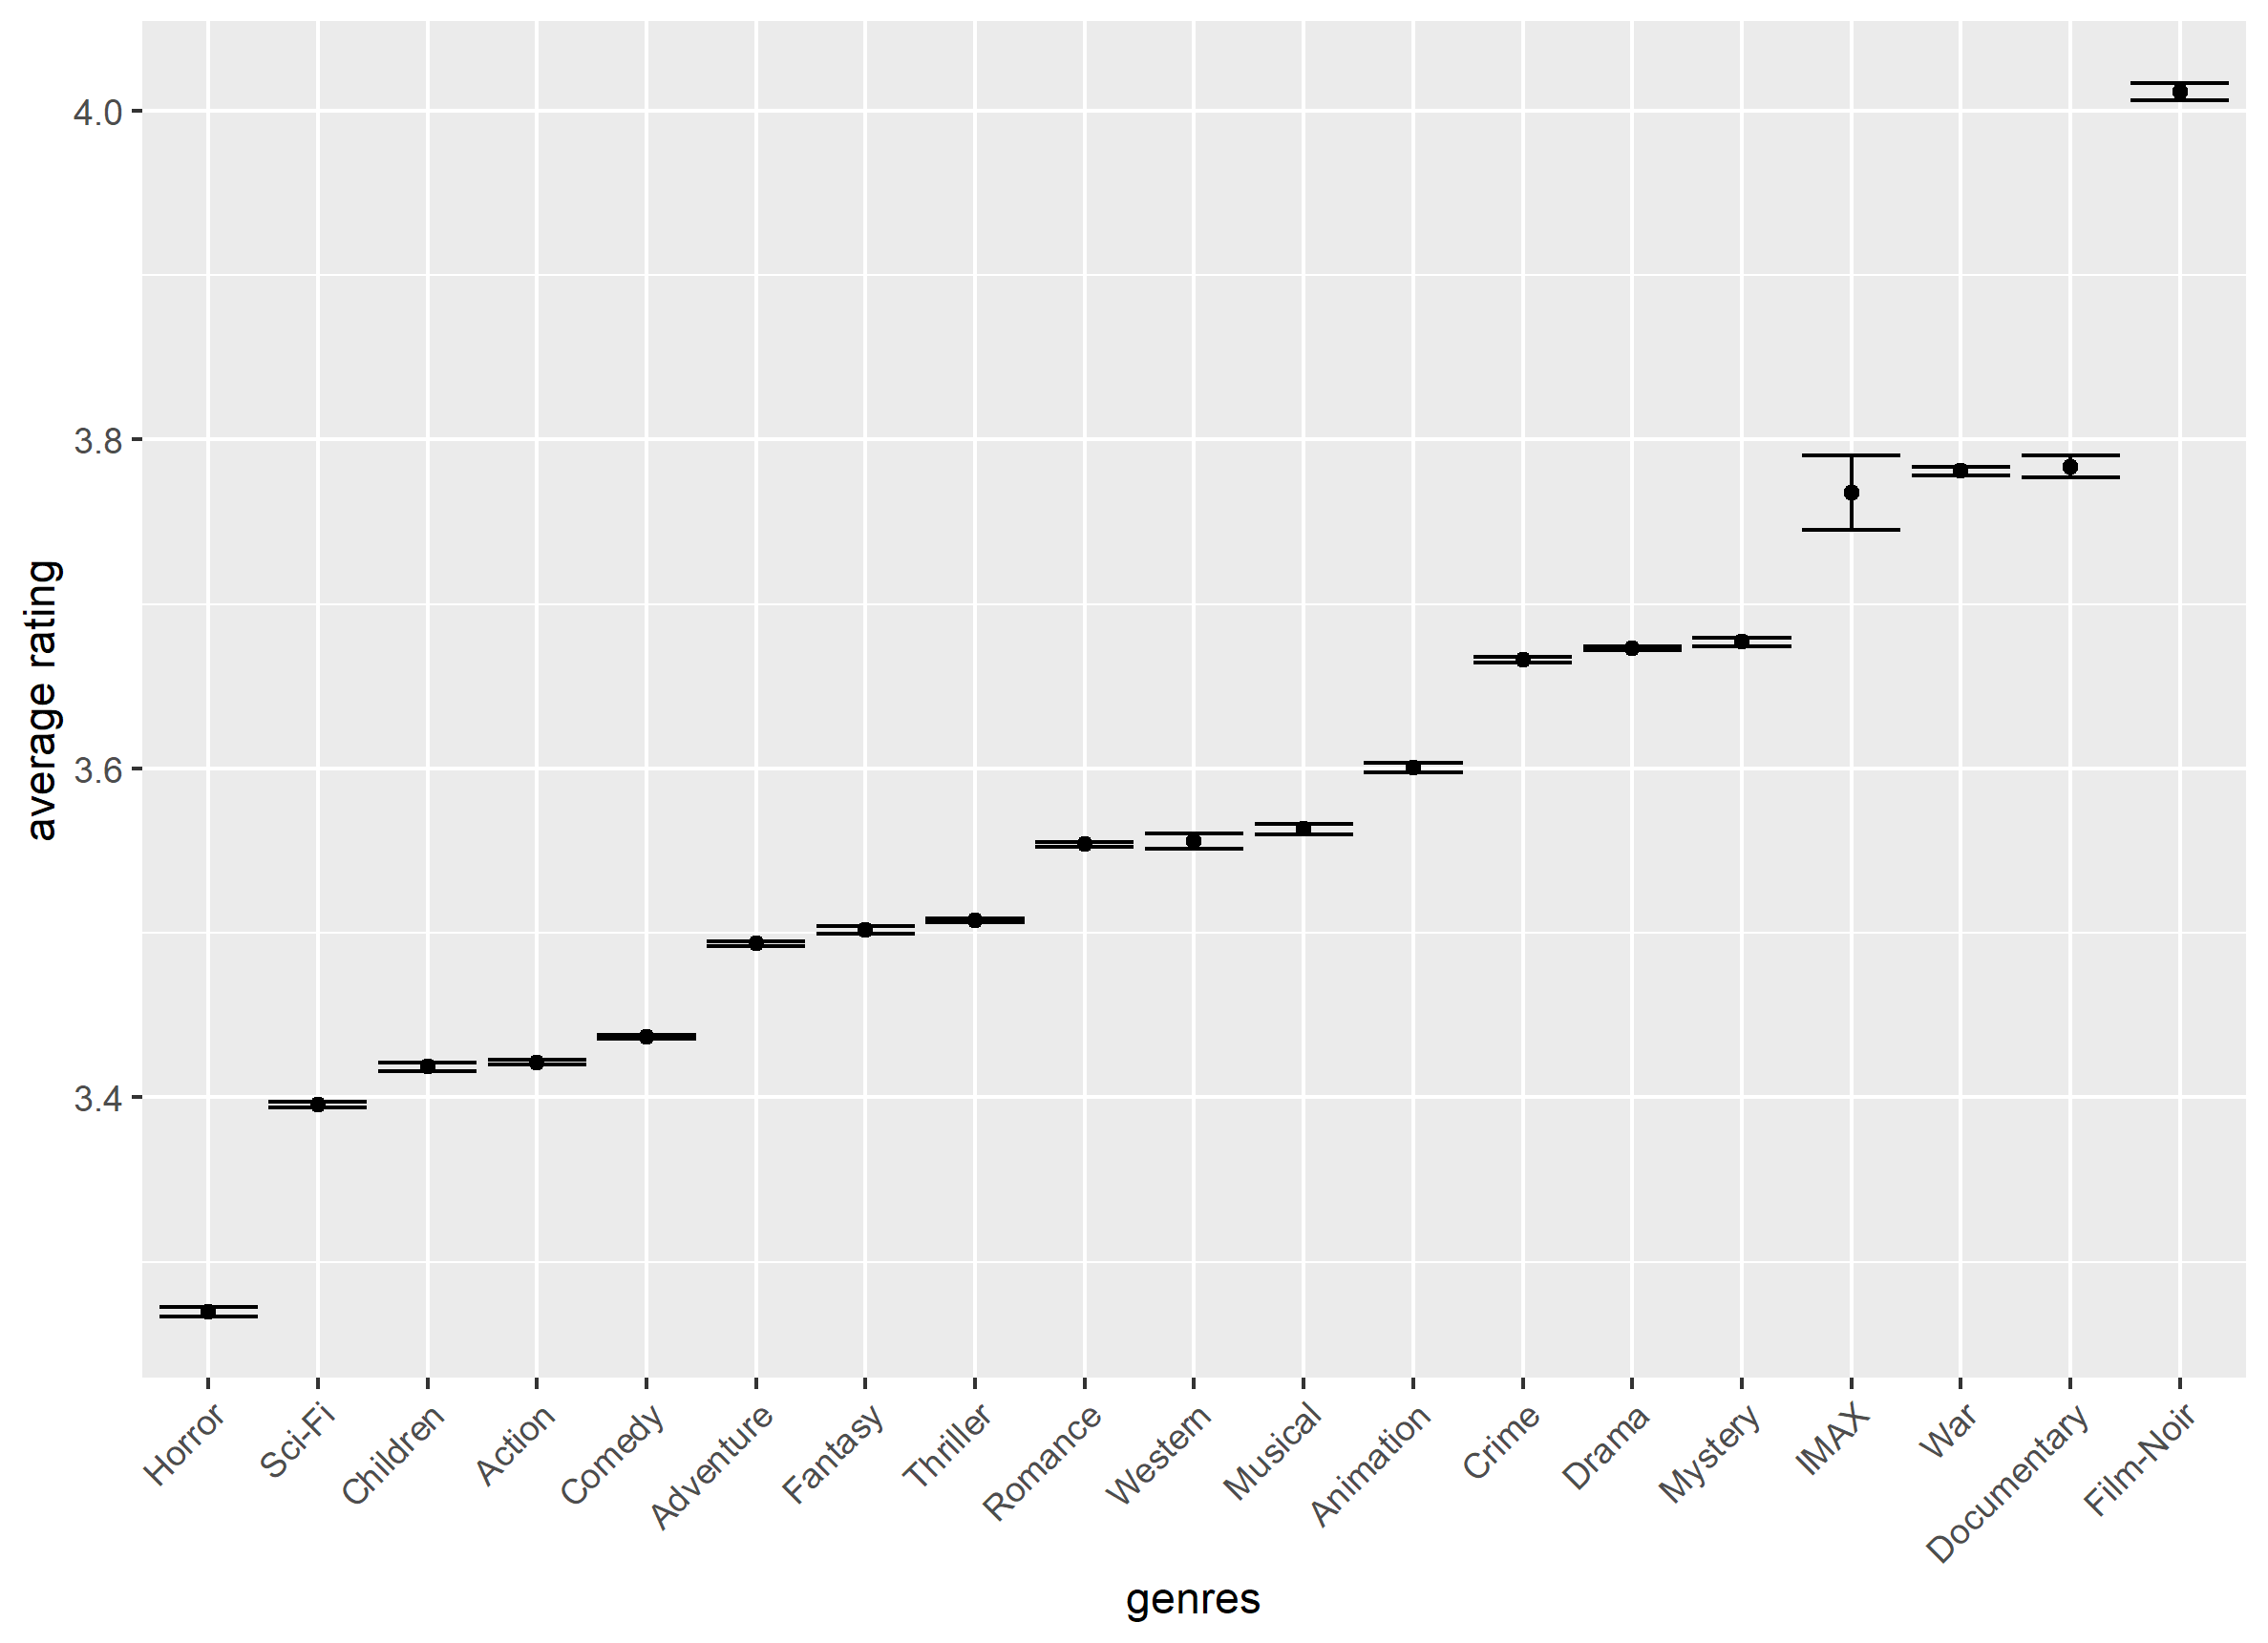 average rating
4.0
3.8
3.6
3.4
Horror
Sci-Fi
Children
Action
Comedy
Adventure
Fantasy
Thriller
Romance
Western
Musical
Animation
Crime
Drama
Mystery
IMAX
War
Documentary
Film-Noir
genres